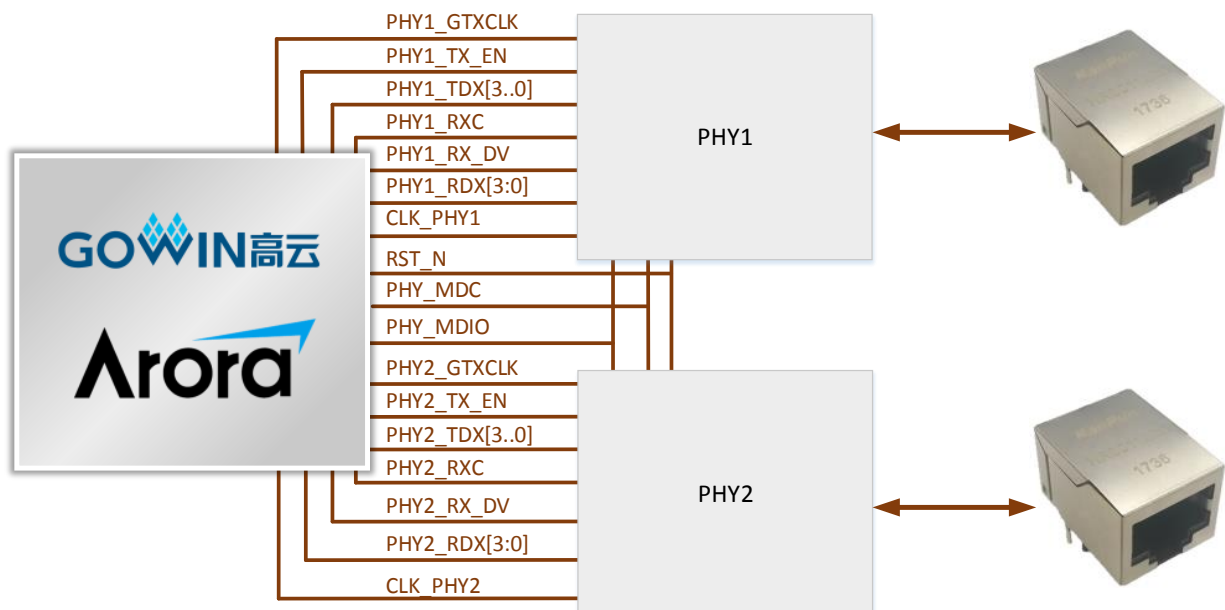 PHY1_GTXCLK
PHY1_TX_EN
PHY1_TDX[3..0]
PHY1_RXC
PHY1_RX_DV
PHY1_RDX[3:0]
CLK_PHY1
RST_N
PHY_MDC
PHY_MDIO
PHY2_GTXCLK
PHY2_TX_EN
PHY2_TDX[3..0]
PHY2_RXC
PHY2_RX_DV
PHY2_RDX[3:0]
CLK_PHY2
GOWIN高云
Arora
PHY1
PHY2
1736
1736